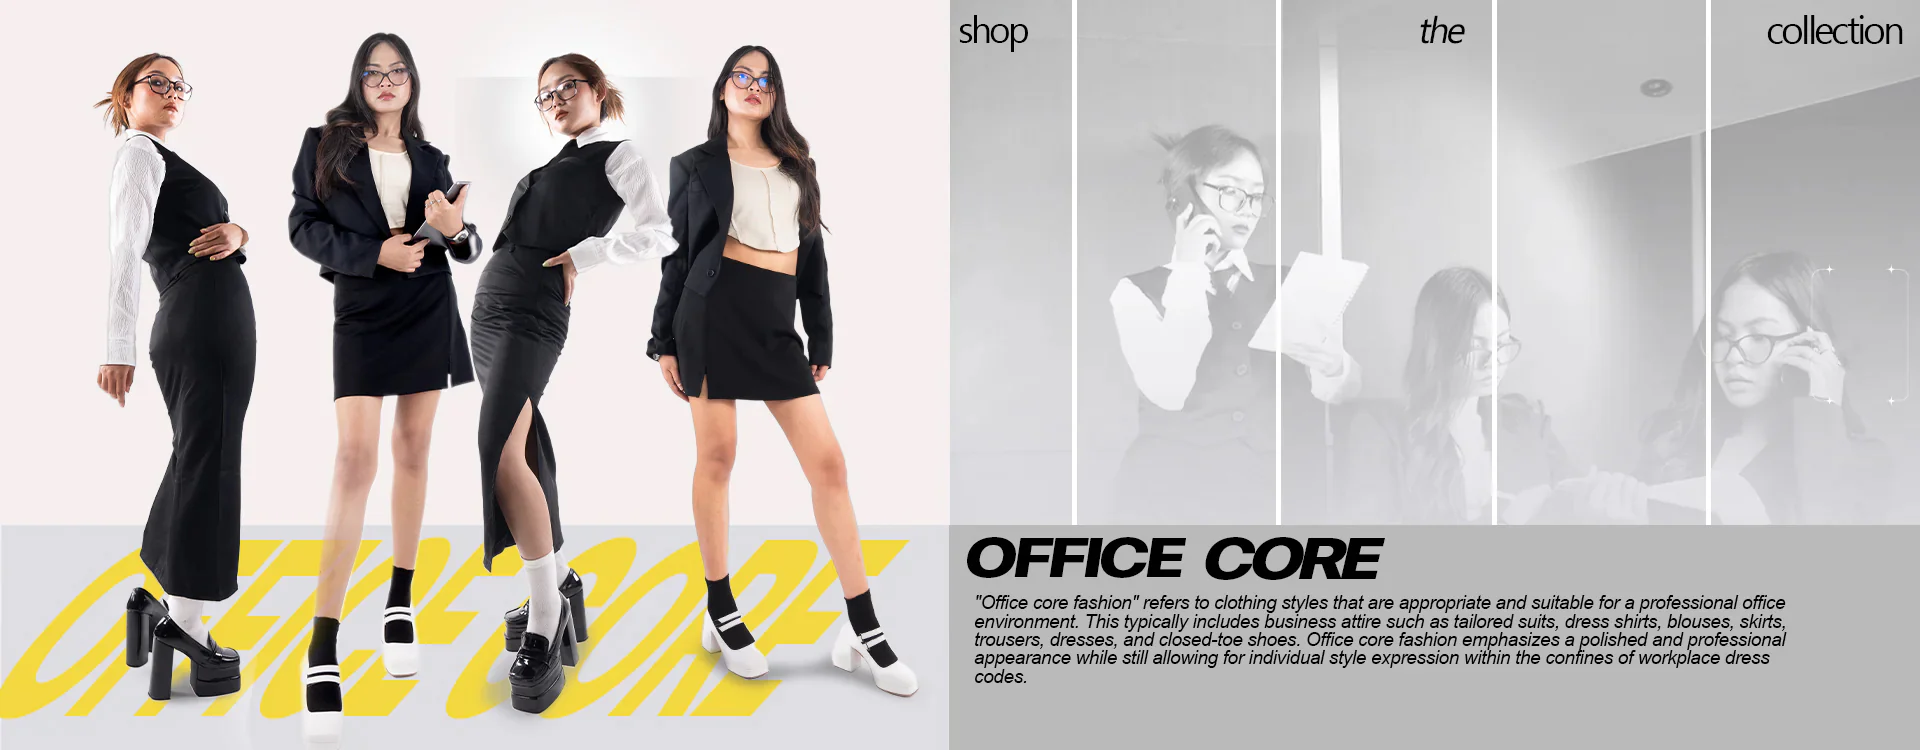 shop the collection
OFFICE CORE
OFFICE CORE
"Office core fashion" refers to clothing styles that are appropriate and suitable for a professional office
environment. This typically includes business attire such as tailored suits, dress shirts, blouses, skirts,
trousers, dresses, and closed-toe shoes. Office core fashion emphasizes a polished and professional
appearance while still allowing for individual style expression within the confines of workplace dress
codes.